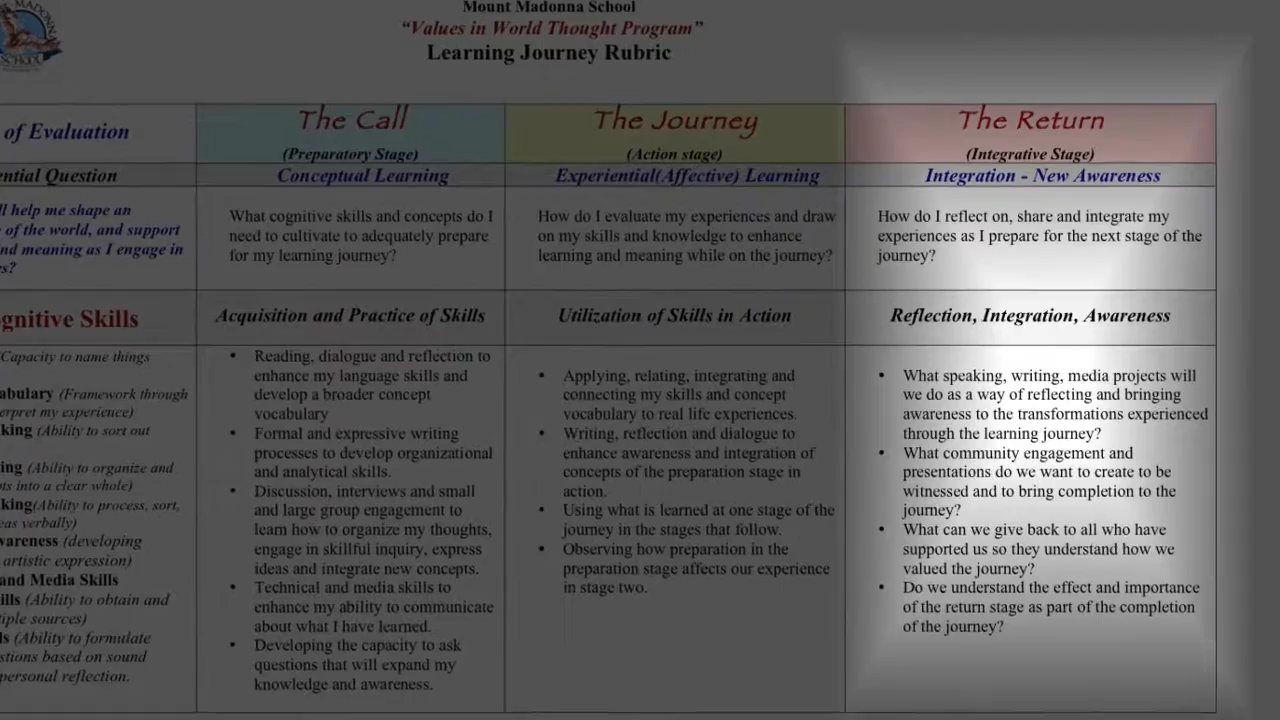 Mount Madonna School
“Values in World Thought Program”
Learning Journey Rubric
of Evaluation
The Call
(Preparatory Stage)
The Journey
(Action stage)
The Return
(Integrative Stage)
Question
Conceptual Learning
Experiential(Affective) Learning
Integration - New Awareness
help me shape an
of the world, and support
meaning as I engage in
What cognitive skills and concepts do I
need to cultivate to adequately prepare
for my learning journey?
How do I evaluate my experiences and draw
on my skills and knowledge to enhance
learning and meaning while on the journey?
How do I reflect on, share and integrate my
experiences as I prepare for the next stage of the
journey?
Skills
Acquisition and Practice of Skills
Utilization of Skills in Action
Reflection, Integration, Awareness
(Capacity to name things
(Framework through
my experience)
(Ability to sort out
(Ability to organize and
into a clear whole)
(Ability to process, sort,
verbally)
(developing
artistic expression)
and Media Skills
(Ability to obtain and
sources)
(Ability to formulate
based on sound
personal reflection.
• Reading, dialogue and reflection to
enhance my language skills and
develop a broader concept
vocabulary
• Formal and expressive writing
processes to develop organizational
and analytical skills.
• Discussion, interviews and small
and large group engagement to
learn how to organize my thoughts,
engage in skillful inquiry, express
ideas and integrate new concepts.
• Technical and media skills to
enhance my ability to communicate
about what I have learned.
• Developing the capacity to ask
questions that will expand my
knowledge and awareness.
• Applying, relating, integrating and
connecting my skills and concept
vocabulary to real life experiences.
• Writing, reflection and dialogue to
enhance awareness and integration of
concepts of the preparation stage in
action.
• Using what is learned at one stage of the
journey in the stages that follow.
• Observing how preparation in the
preparation stage affects our experience
in stage two.
• What speaking, writing, media projects will
we do as a way of reflecting and bringing
awareness to the transformations experienced
through the learning journey?
• What community engagement and
presentations do we want to create to be
witnessed and to bring completion to the
journey?
• What can we give back to all who have
supported us so they understand how we
valued the journey?
• Do we understand the effect and importance
of the return stage as part of the completion
of the journey?